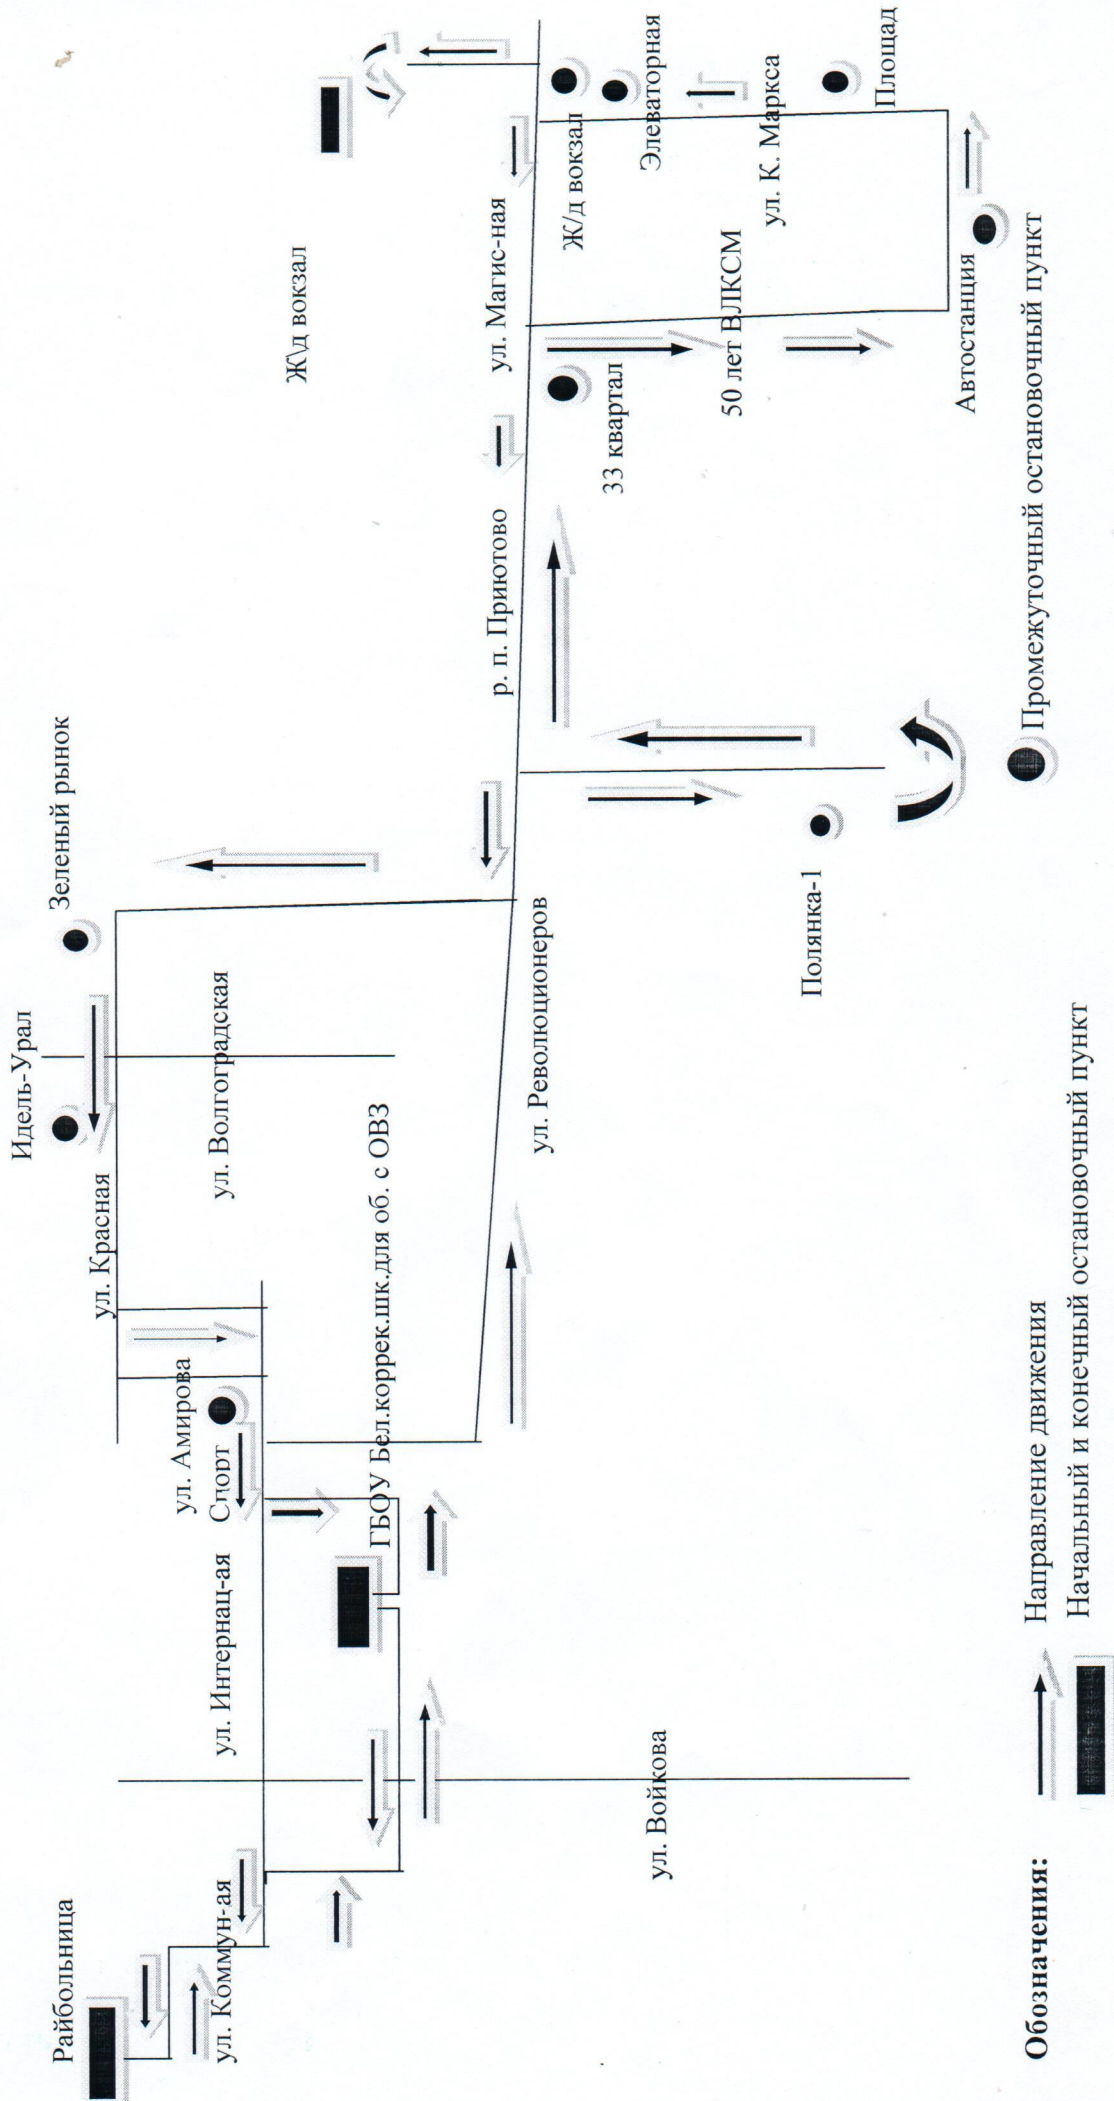 Райбольница
ул. Коммун-ая
ул. Интернац-ая
Спорт
ул. Амирова
ул. Красная
Идель-Урал
Зеленый рынок
ул. Волгоградская
ГБОУ Бел.коррек.шк.для об. с ОВЗ
ул. Войкова
ул. Революционеров
Полянка-1
р. п. Приютово
ул. Магис-ная
Ж\д вокзал
33 квартал
50 лет ВЛКСМ
Ж/д вокзал
Элеваторная
ул. К. Маркса
Площад
Автостанция
Обозначения:
Направление движения
Промежуточный остановочный пункт
Начальный и конечный остановочный пункт